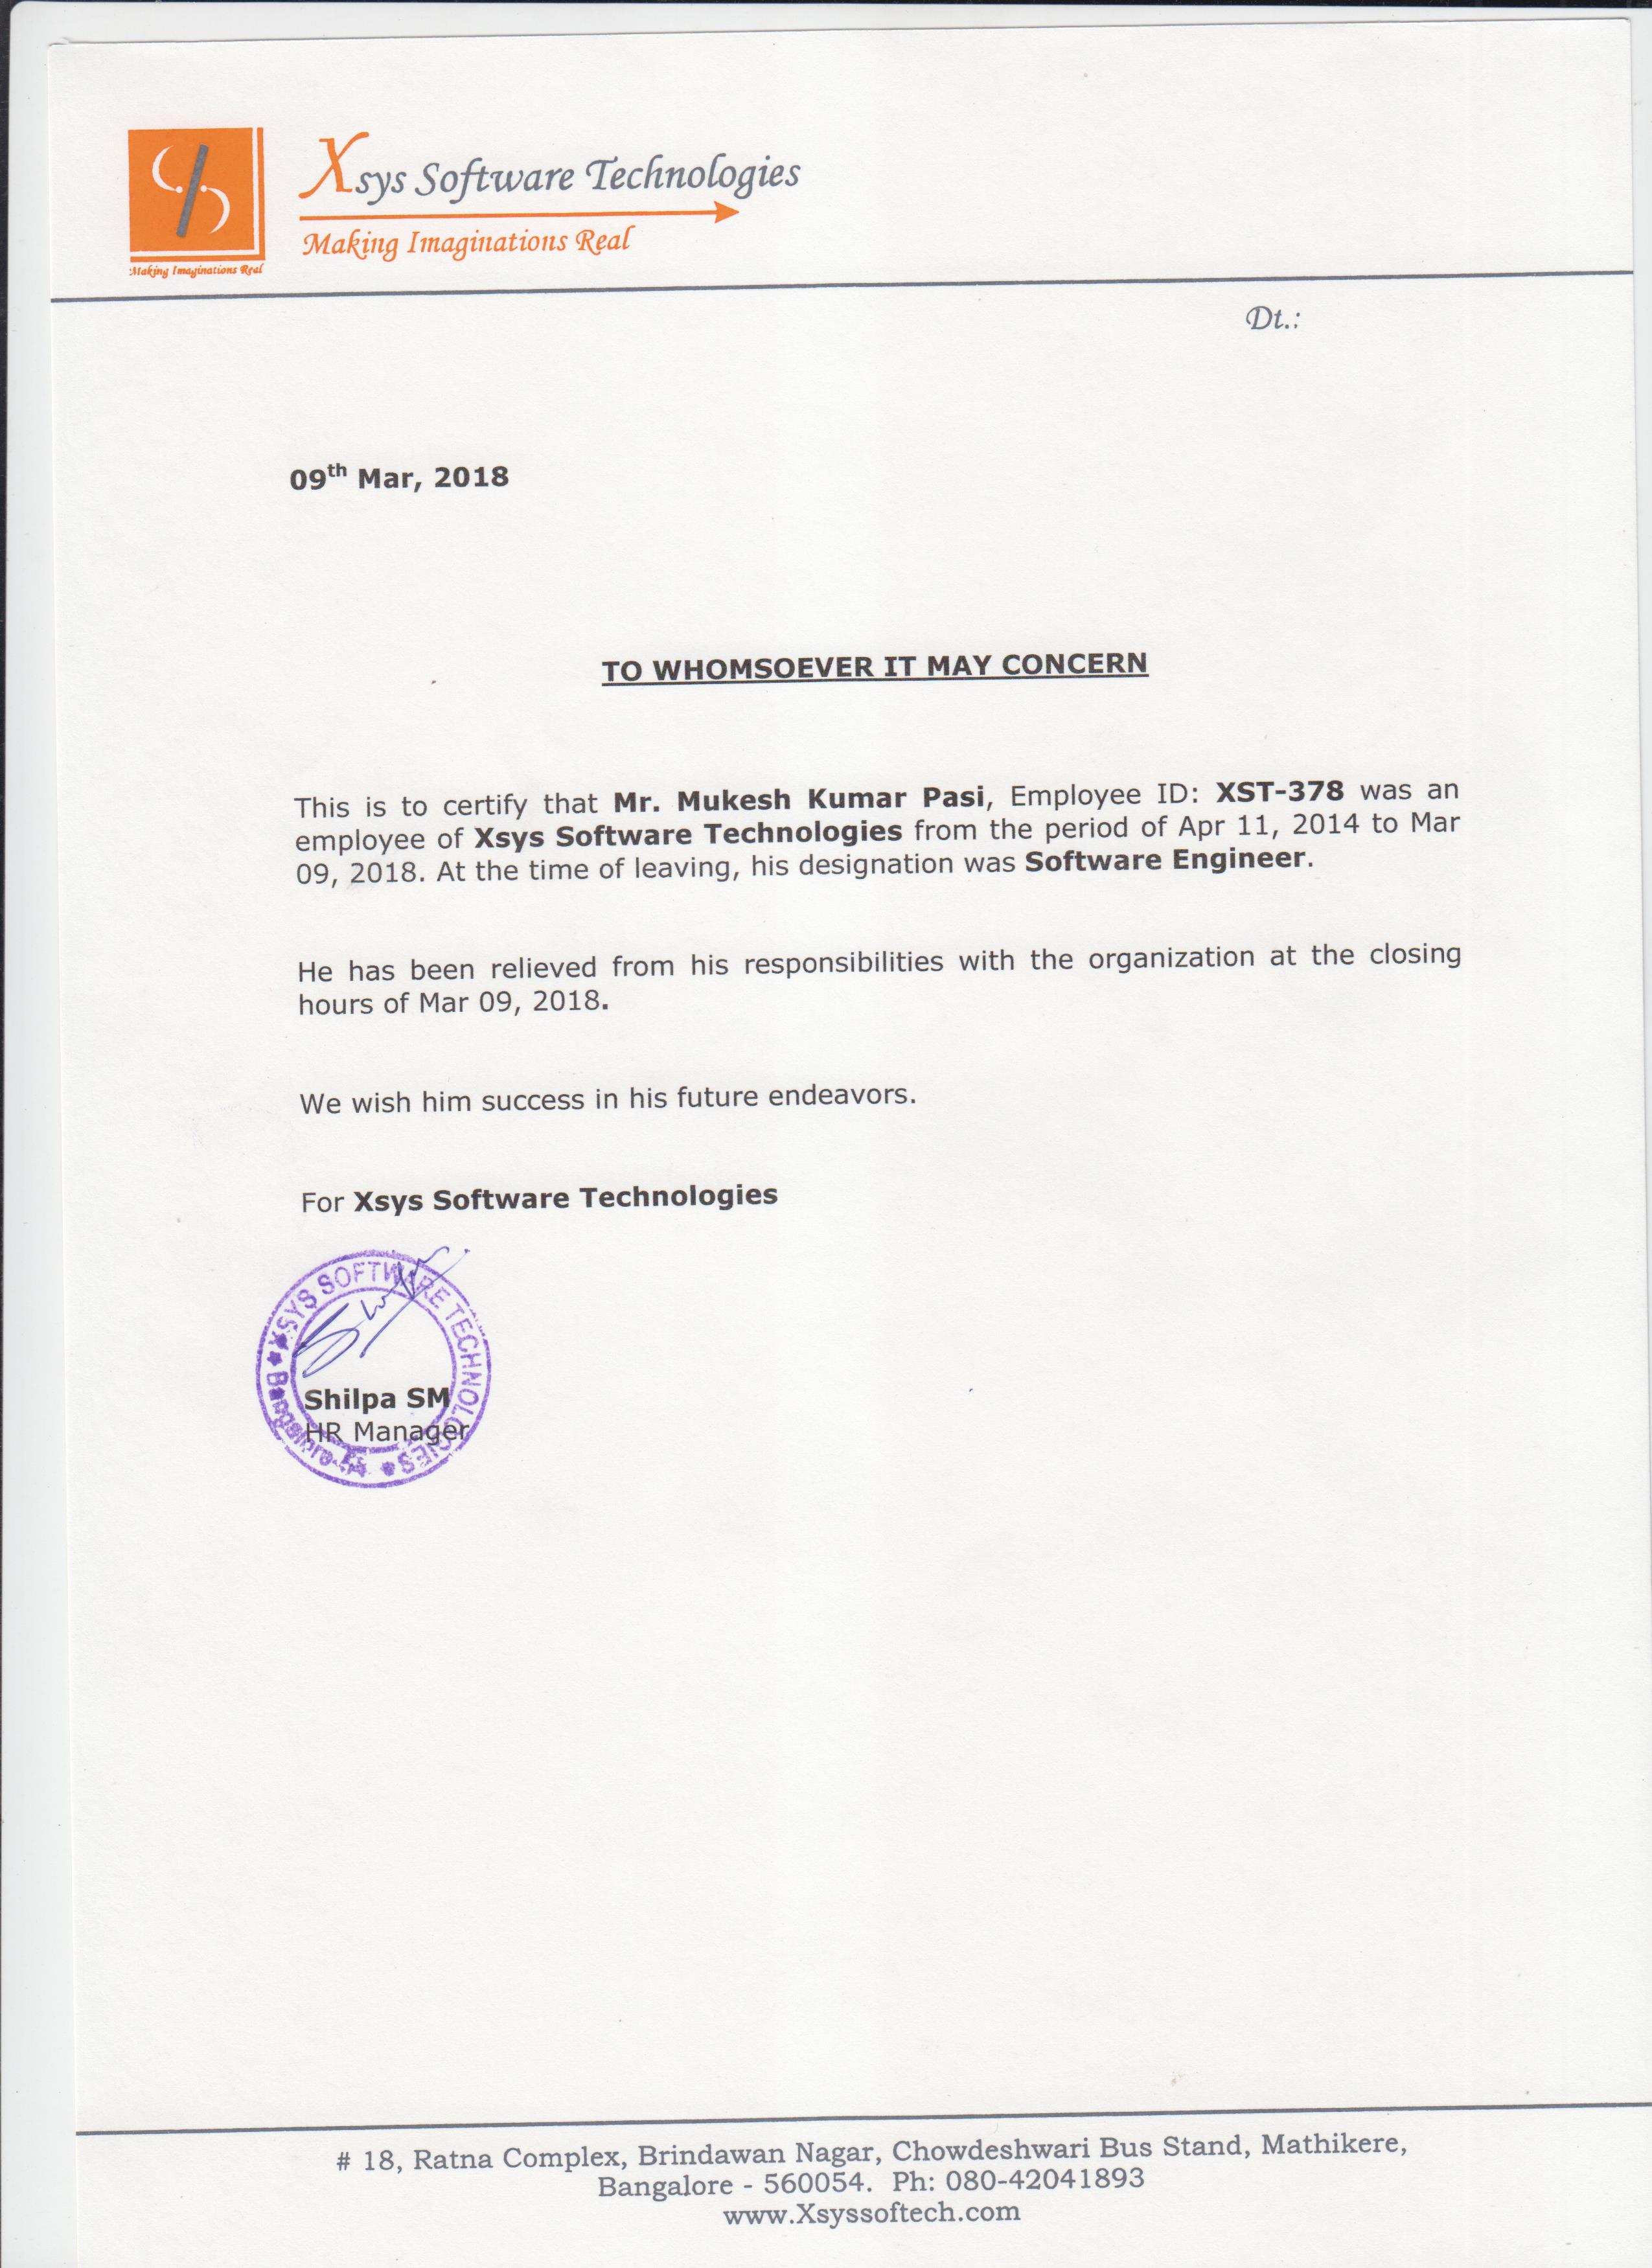 Xsys Software Technologies
Making Imaginations Real
Making Imaginations Real
Dt.:
09th Mar, 2018
TO WHOMSOEVER IT MAY CONCERN
This is to certify that Mr. Mukesh Kumar Pasi, Employee ID: XST-378 was an
employee of Xsys Software Technologies from the period of Apr 11, 2014 to Mar
09, 2018. At the time of leaving, his designation was Software Engineer.
He has been relieved from his responsibilities with the organization at the closing
hours of Mar 09, 2018.
We wish him success in his future endeavors.
For Xsys Software Technologies
XSYS SOFTWARE TECHNOLOGIES
Bangalore
Shilpa SM
HR Manager
# 18, Ratna Complex, Brindawan Nagar, Chowdeshwari Bus Stand, Mathikere,
Bangalore - 560054. Ph: 080-42041893
www.Xsyssoftech.com